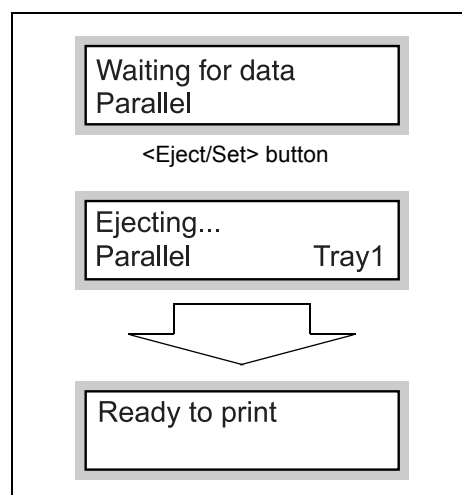 Waiting for data
Parallel
<Eject/Set> button
Ejecting...
Parallel Tray1
Ready to print